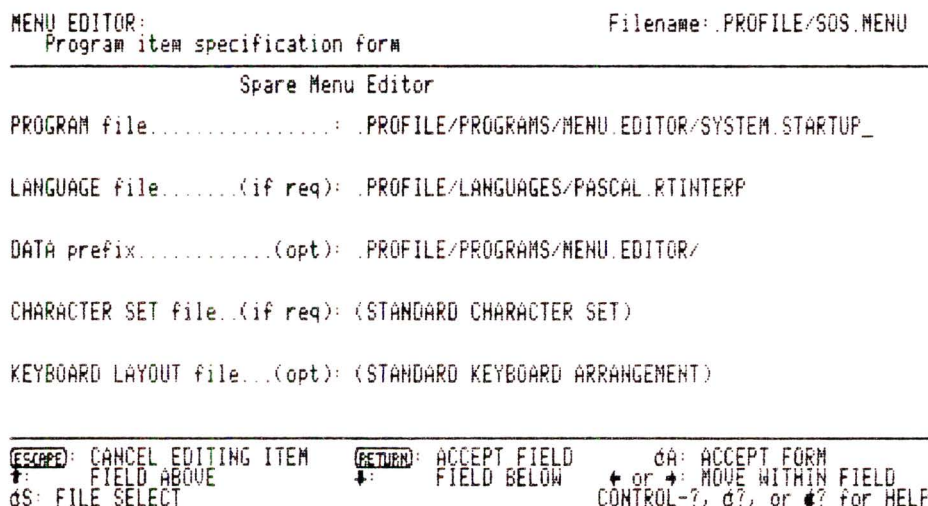 MENU EDITOR: Filename: .PROFILE/SOS.MENU
Program item specification form
Spare Menu Editor
PROGRAM file................: .PROFILE/PROGRAMS/MENU.EDITOR/SYSTEM.STARTUP_
LANGUAGE file.......(if req): .PROFILE/LANGUAGES/PASCAL.RTINTERP
DATA prefix............(opt): .PROFILE/PROGRAMS/MENU.EDITOR/
CHARACTER SET file..(if req): (STANDARD CHARACTER SET)
KEYBOARD LAYOUT file...(opt): (STANDARD KEYBOARD ARRANGEMENT)
ESCAPE: CANCEL EDITING ITEM RETURN: ACCEPT FIELD A: ACCEPT FORM
↑: FIELD ABOVE ↓: FIELD BELOW ← or →: MOVE WITHIN FIELD
S: FILE SELECT CONTROL-?, ?, or ? for HELP